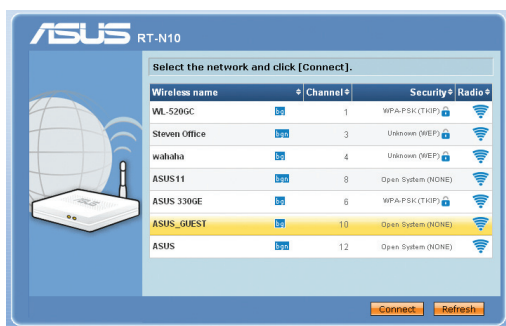 ASUS RT-N10
Select the network and click [Connect].
Wireless name Channel Security Radio
WL-520GC bg 1 WPA-PSK (TKIP)
Steven Office bgn 3 Unknown (WEP)
wahaha bg 4 Unknown (WEP)
ASUS11 bgn 8 Open System (NONE)
ASUS 330GE bg 6 WPA-PSK (TKIP)
ASUS_GUEST bg 10 Open System (NONE)
ASUS bgn 12 Open System (NONE)
ASUS
Connect Refresh